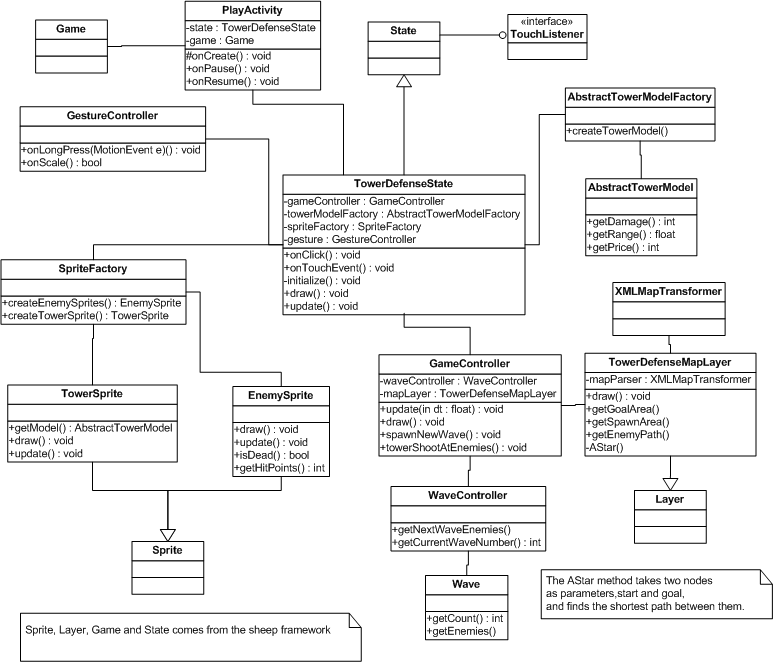 Game
PlayActivity
-state : TowerDefenseState
-game : Game
#onCreate() : void
+onPause() : void
+onResume() : void
State
«interface»
TouchListener
GestureController
+onLongPress(MotionEvent e)() : void
+onScale() : bool
AbstractTowerModelFactory
+createTowerModel()
TowerDefenseState
-gameController : GameController
-towerModelFactory : AbstractTowerModelFactory
-spriteFactory : SpriteFactory
-gesture : GestureController
+onClick() : void
+onTouchEvent() : void
-initialize() : void
+draw() : void
+update() : void
AbstractTowerModel
+getDamage() : int
+getRange() : float
+getPrice() : int
SpriteFactory
+createEnemySprites() : EnemySprite
+createTowerSprite() : TowerSprite
XMLMapTransformer
GameController
-waveController : WaveController
-mapLayer : TowerDefenseMapLayer
+update(in dt : float) : void
+draw() : void
+spawnNewWave() : void
+towerShootAtEnemies() : void
TowerDefenseMapLayer
-mapParser : XMLMapTransformer
+draw() : void
+getGoalArea()
+getSpawnArea()
+getEnemyPath()
-AStar()
TowerSprite
+getModel() : AbstractTowerModel
+draw() : void
+update() : void
EnemySprite
+draw() : void
+update() : void
+isDead() : bool
+getHitPoints() : int
WaveController
+getNextWaveEnemies()
+getCurrentWaveNumber() : int
Layer
Sprite
Wave
+getCount() : int
+getEnemies()
The AStar method takes two nodes
as parameters,start and goal,
and finds the shortest path between them.
Sprite, Layer, Game and State comes from the sheep framework